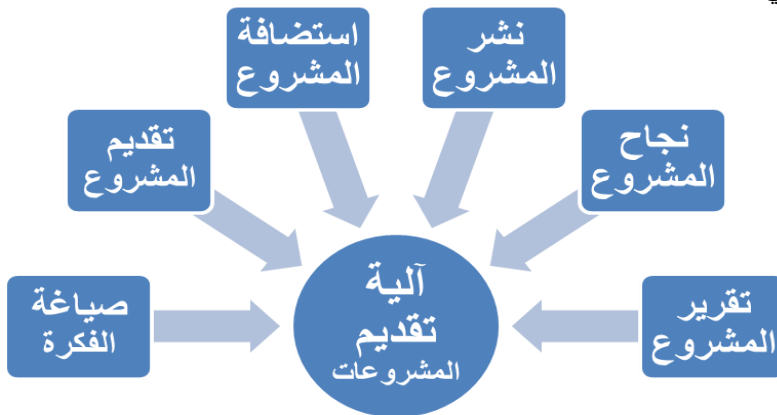 نشر
المشروع
استضافة
المشروع
نجاح
المشروع
تقديم
المشروع
آلية
تقديم
المشروعات
تقرير
المشروع
صياغة
الفكرة